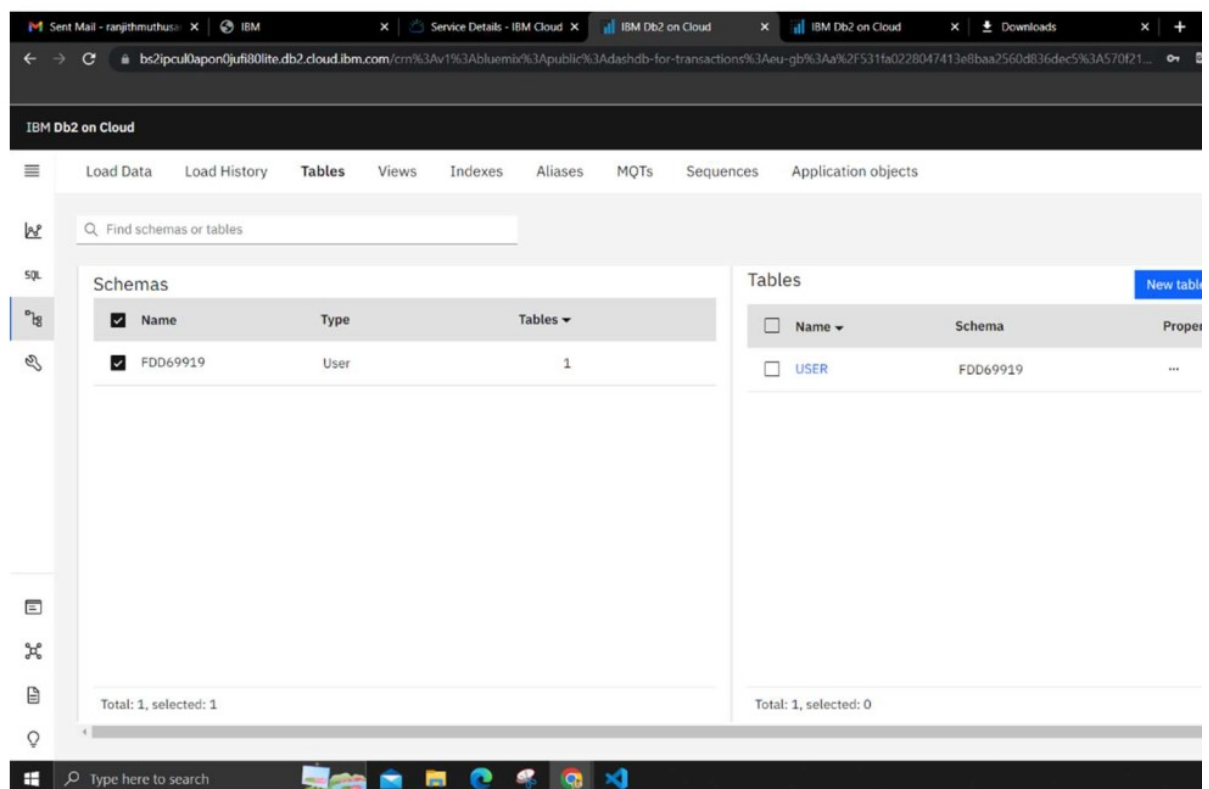 Sent Mail - ranjithmuthusa
IBM
Service Details - IBM Cloud
IBM Db2 on Cloud
IBM Db2 on Cloud
Downloads
bs2ipcul0apon0jufi80lite.db2.cloud.ibm.com/crn%3Av1%3Abluemix%3Apublic%3Adashdb-for-transactions%3Aeu-gb%3Aa%2F531fa0228047413e8baa2560d836dec5%3A570f21...
IBM Db2 on Cloud
Load Data Load History Tables Views Indexes Aliases MQTs Sequences Application objects
Find schemas or tables
SQL
Schemas
Name Type Tables
FDD69919 User 1
Total: 1, selected: 1
Tables
New table
Name Schema Proper
USER FDD69919 ...
Total: 1, selected: 0
Type here to search